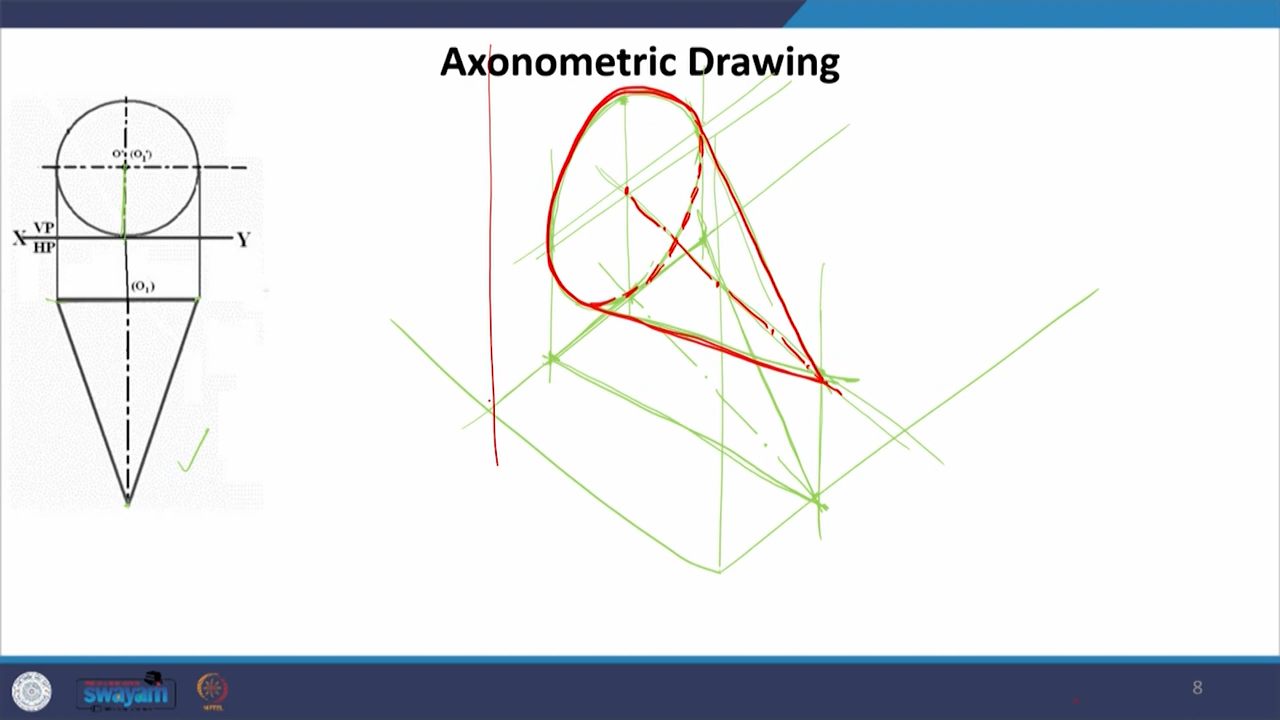 Axonometric Drawing
O' (O₁')
X VP Y
HP
(O₁)
swayam
8